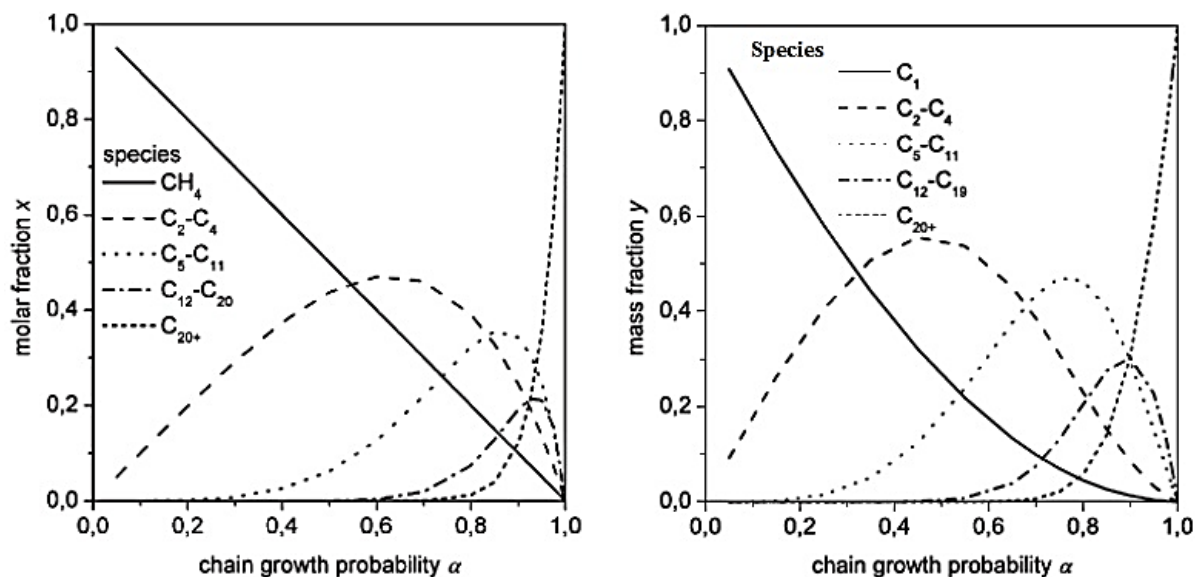 molar fraction x
1,0
0,8
0,6
0,4
0,2
0,0
species
CH₄
C₂-C₄
C₅-C₁₁
C₁₂-C₂₀
C₂₀₊
0,0 0,2 0,4 0,6 0,8 1,0
chain growth probability α
mass fraction y
1,0
0,8
0,6
0,4
0,2
0,0
Species
C₁
C₂-C₄
C₅-C₁₁
C₁₂-C₁₉
C₂₀₊
0,0 0,2 0,4 0,6 0,8 1,0
chain growth probability α